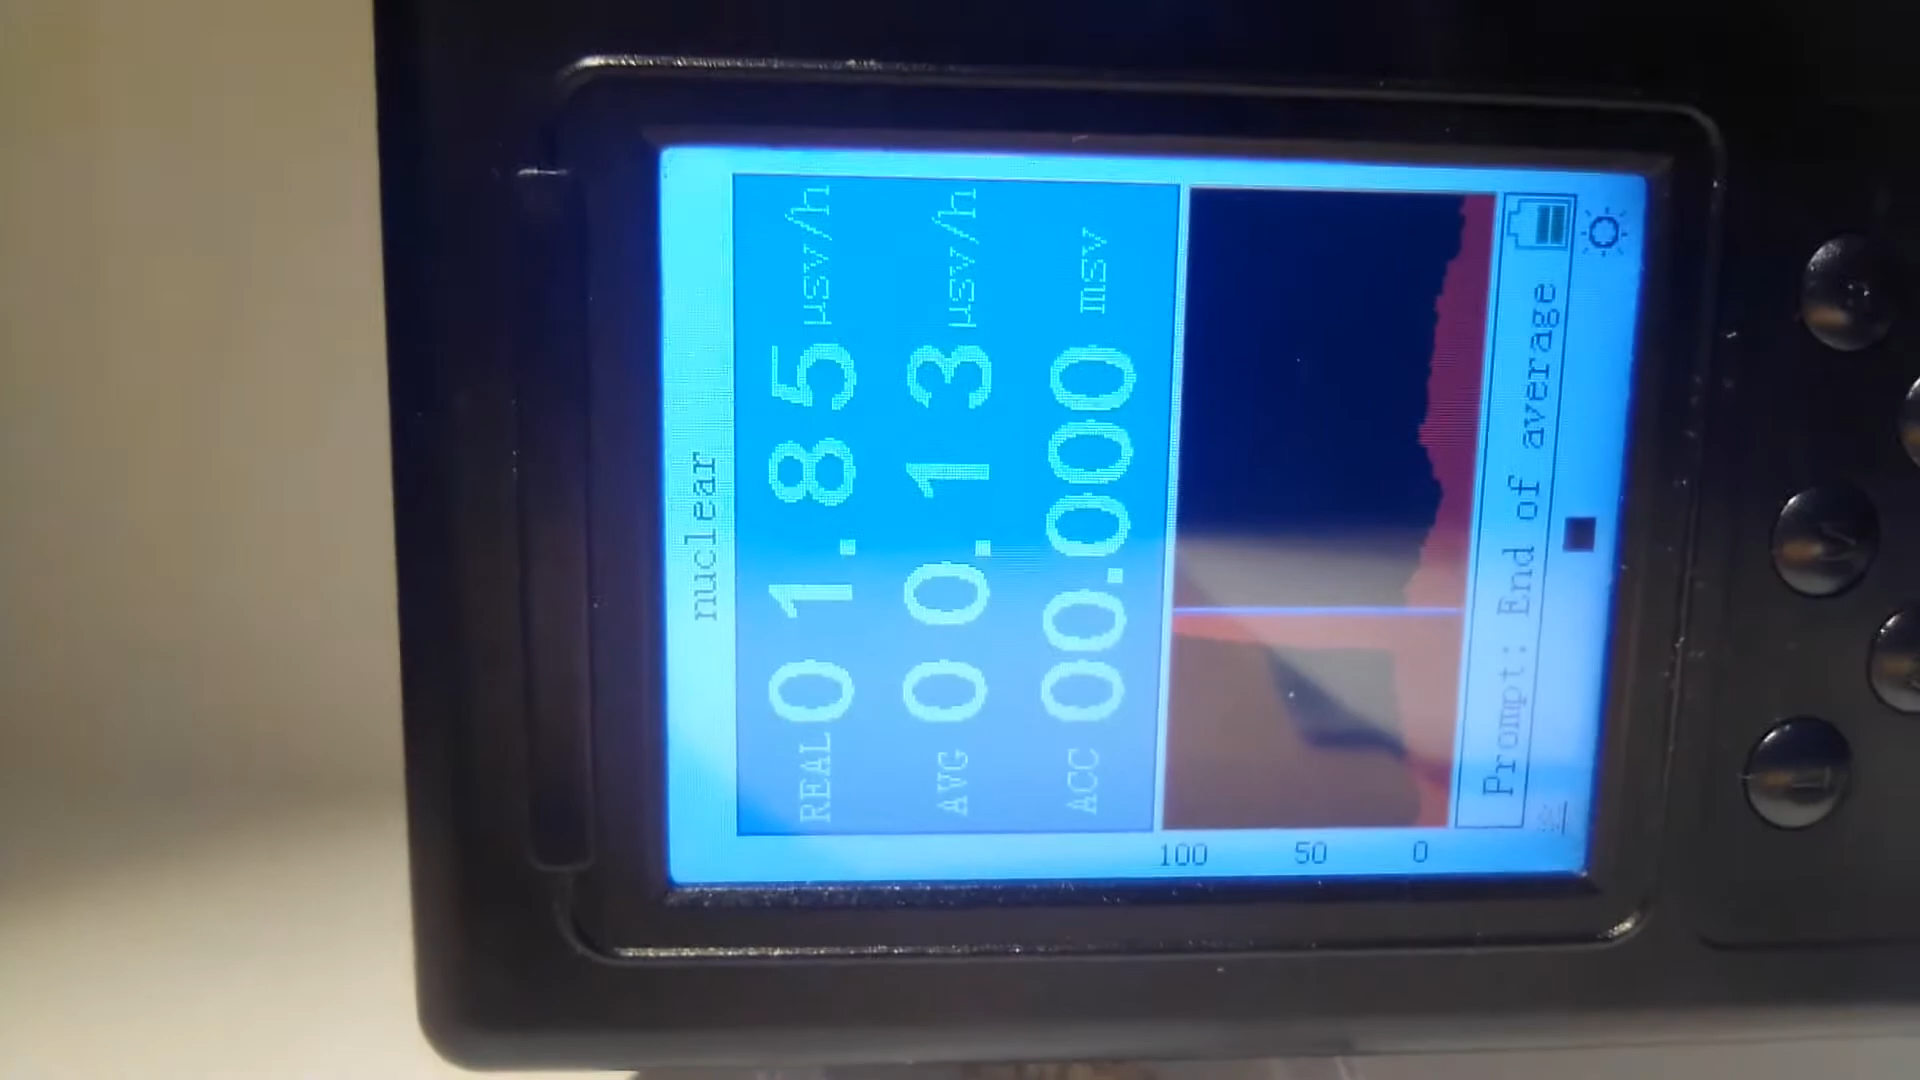 nuclear
REAL 01.85 µsv/h
AVG 00.13 µsv/h
ACC 00.000 msv
100
50
0
Prompt: End of average